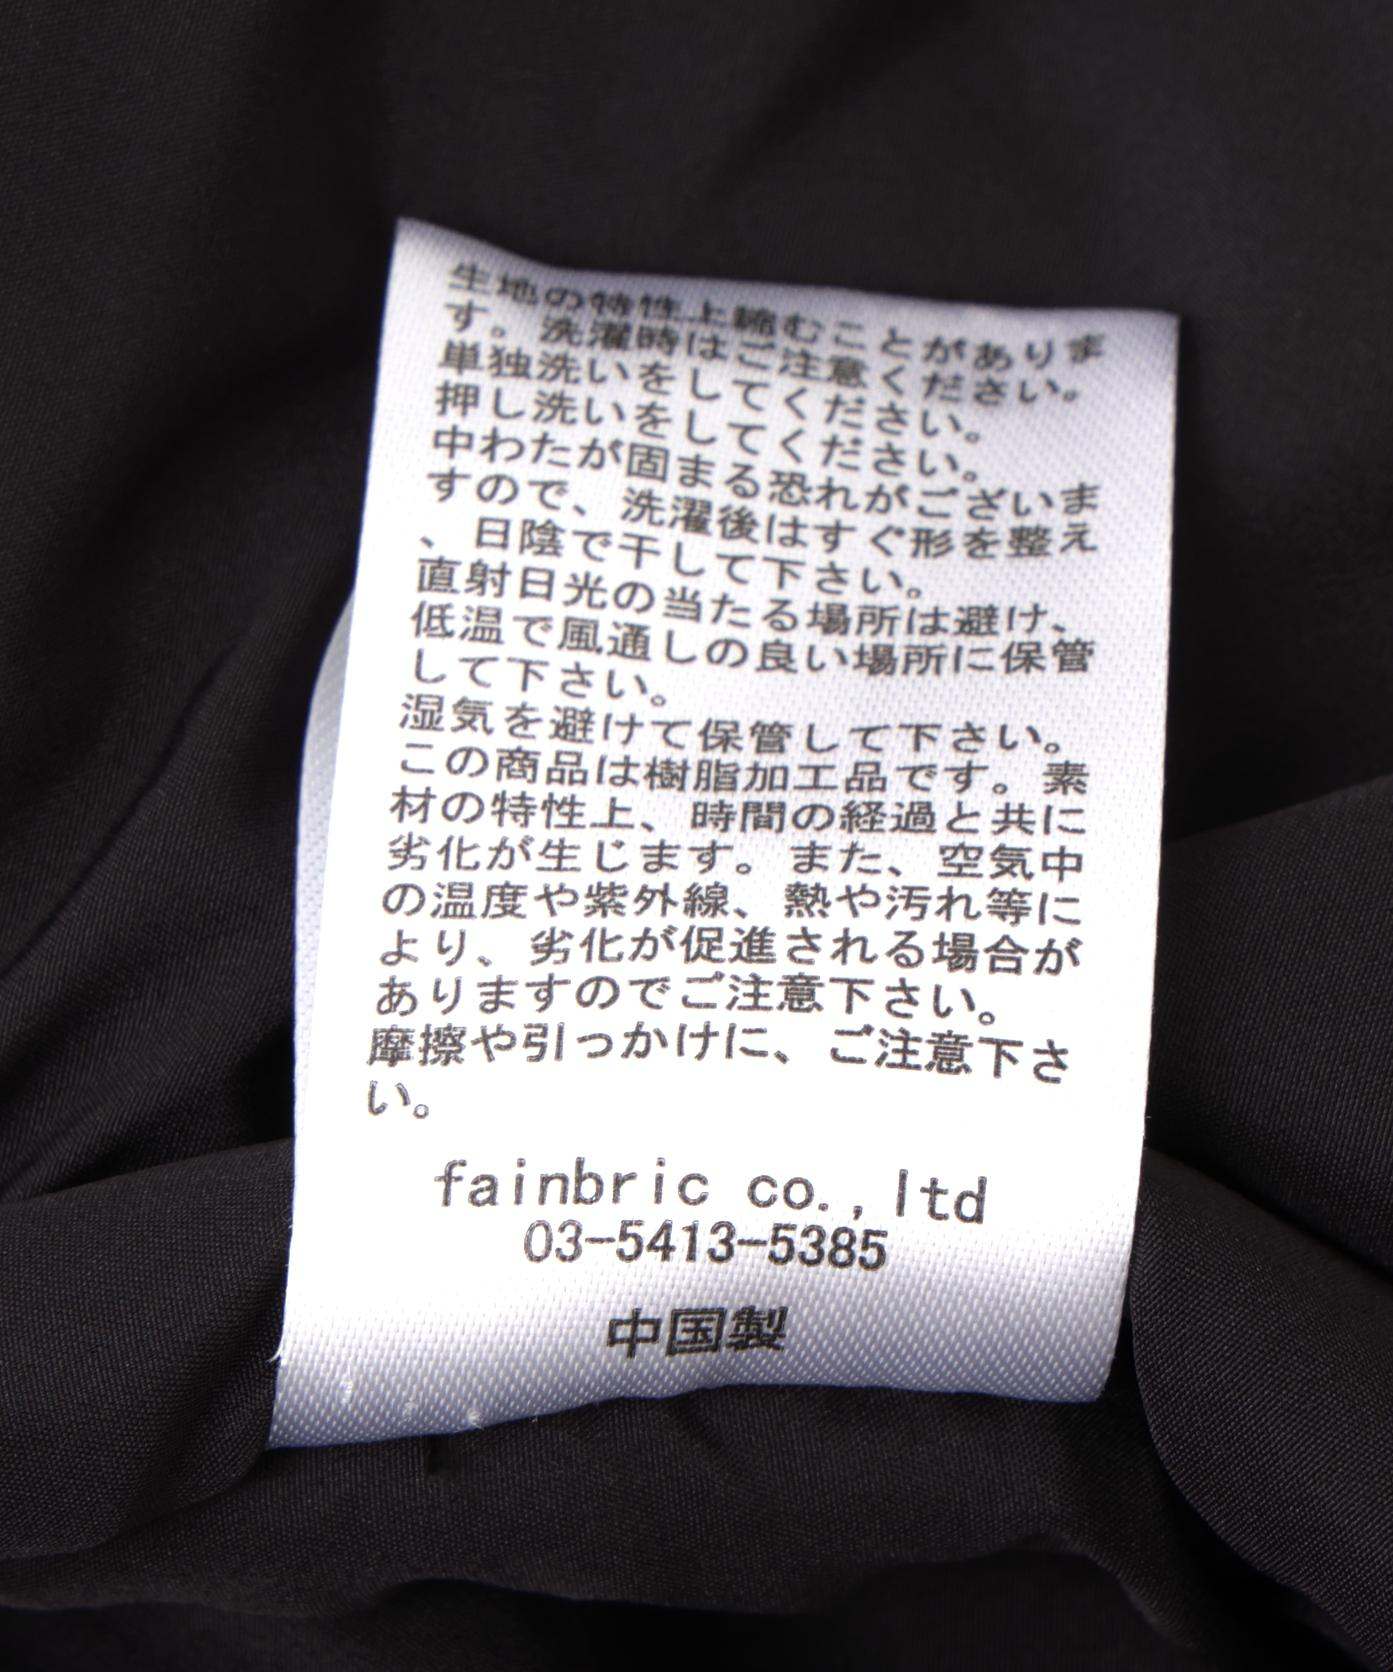 生地の特性上縮むことがありま
す。洗濯時はご注意ください。
単独洗いをしてください。
押し洗いをしてください。
中わたが固まる恐れがございま
すので、洗濯後はすぐ形を整え
、日陰で干して下さい。
直射日光の当たる場所は避け、
低温で風通しの良い場所に保管
して下さい。
湿気を避けて保管して下さい。
この商品は樹脂加工品です。素
材の特性上、時間の経過と共に
劣化が生じます。また、空気中
の温度や紫外線、熱や汚れ等に
より、劣化が促進される場合が
ありますのでご注意下さい。
摩擦や引っかけに、ご注意下さ
い。
fainbric co.,ltd
03-5413-5385
中国製